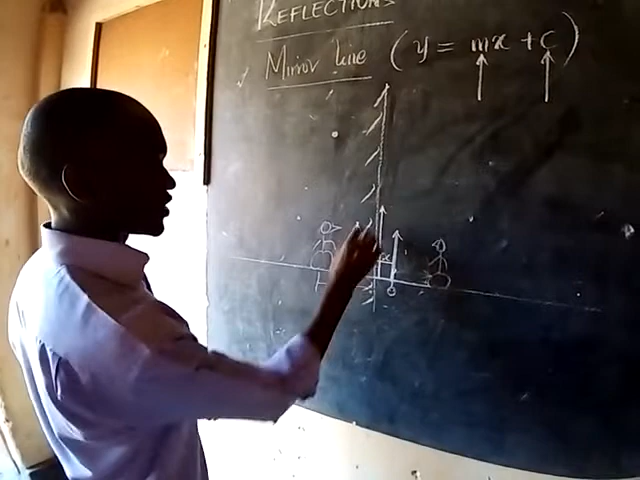 REFLECTIONS
Mirror Line (y = mx + c)